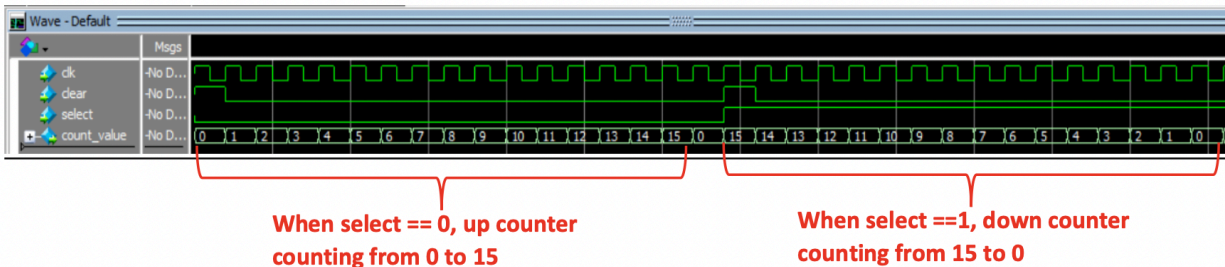 Wave - Default
Msgs
clk -No D...
clear -No D...
select -No D...
count_value -No D... 0 1 2 3 4 5 6 7 8 9 10 11 12 13 14 15 0 15 14 13 12 11 10 9 8 7 6 5 4 3 2 1 0
When select == 0, up counter
counting from 0 to 15
When select ==1, down counter
counting from 15 to 0